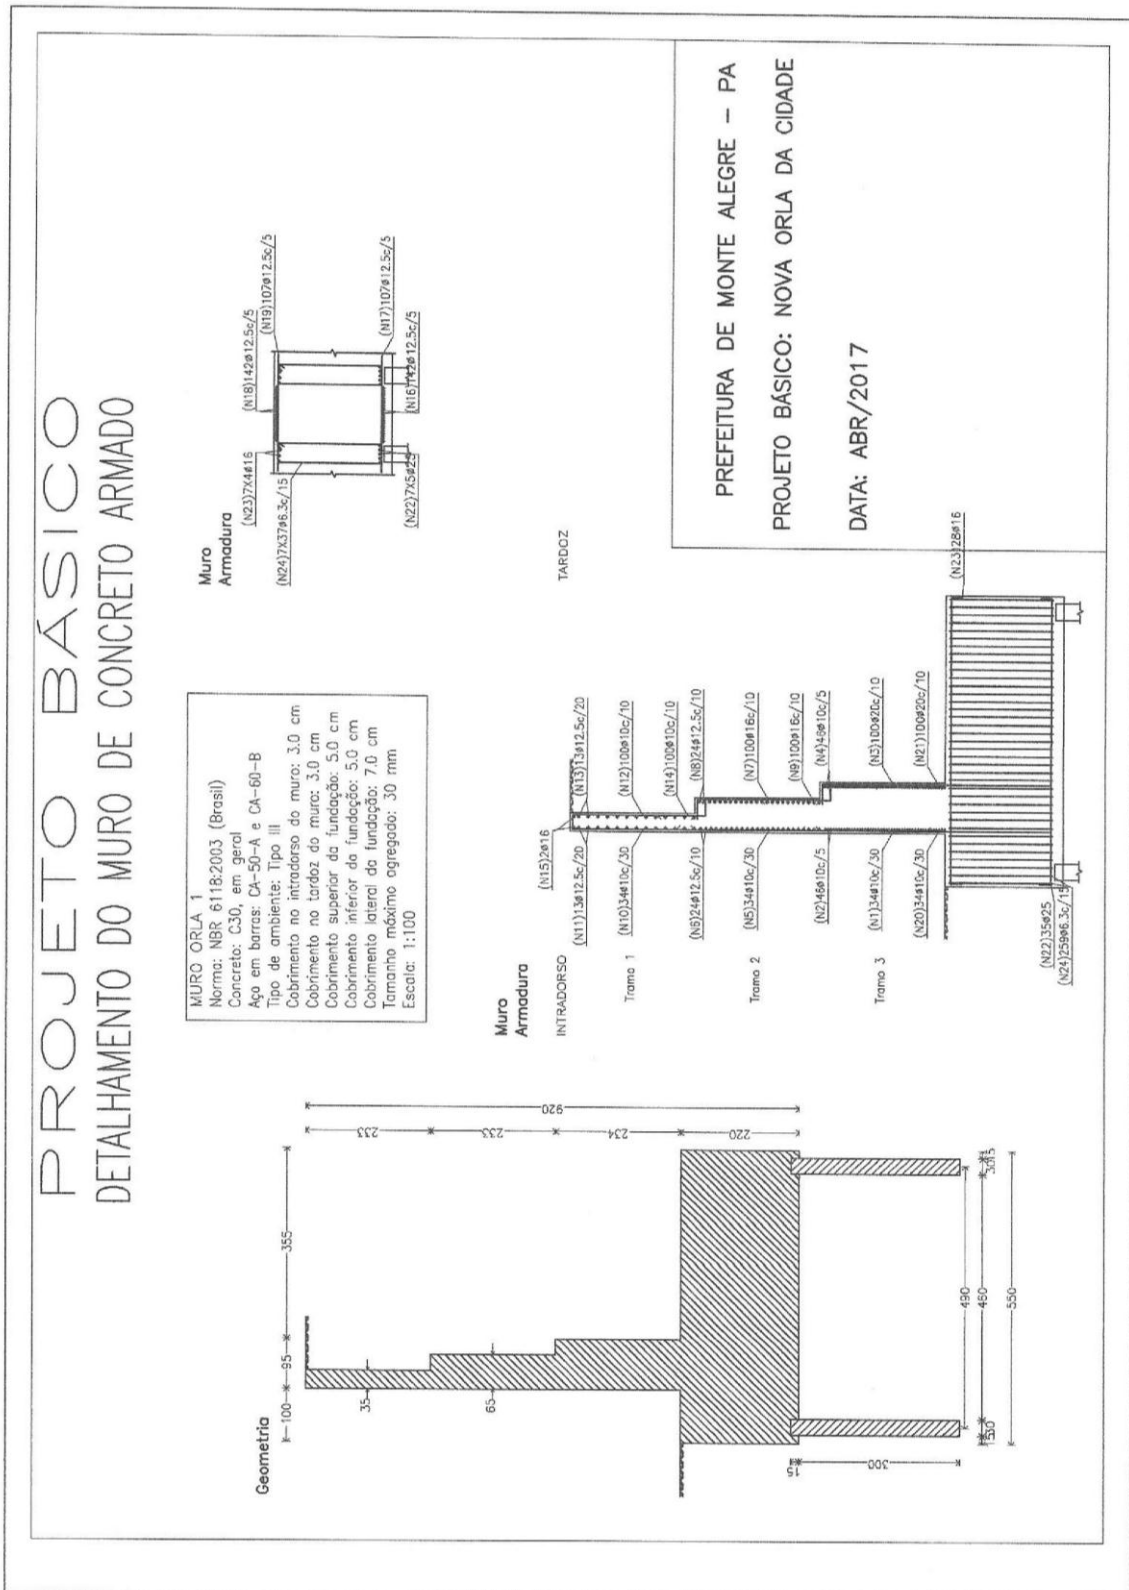 PROJETO BÁSICO
DETALHAMENTO DO MURO DE CONCRETO ARMADO
MURO ORLA 1
Norma: NBR 6118:2003 (Brasil)
Concreto: C30, em geral
Aço em barras: CA-50-A e CA-60-B
Tipo de ambiente: Tipo III
Cobrimento no intradorso do muro: 3.0 cm
Cobrimento no tardoz do muro: 3.0 cm
Cobrimento superior da fundação: 5.0 cm
Cobrimento inferior da fundação: 5.0 cm
Cobrimento lateral da fundação: 7.0 cm
Tamanho máximo agregado: 30 mm
Escala: 1:100
Muro
Armadura
(N23)7X4ø16
(N18)142ø12.5c/5
(N19)107ø12.5c/5
(N24)7X37ø6.3c/15
(N22)7X5ø25
(N16)142ø12.5c/5
(N17)107ø12.5c/5
Geometria
100
95
355
35
65
233
233
234
220
920
15
300
1530
3015
490
460
550
Muro
Armadura
INTRADORSO
TARDOZ
(N15)2ø16
(N11)13ø12.5c/20
(N13)13ø12.5c/20
Tramo 1
(N10)34ø10c/30
(N12)100ø10c/10
(N14)100ø10c/10
(N6)24ø12.5c/10
(N8)24ø12.5c/10
Tramo 2
(N5)34ø10c/30
(N7)100ø16c/10
(N9)100ø16c/10
(N2)46ø10c/5
(N4)46ø10c/5
Tramo 3
(N1)34ø10c/30
(N3)100ø20c/10
(N20)34ø10c/30
(N21)100ø20c/10
(N23)28ø16
(N22)35ø25
(N24)259ø6.3c/15
PREFEITURA DE MONTE ALEGRE - PA
PROJETO BÁSICO: NOVA ORLA DA CIDADE
DATA: ABR/2017